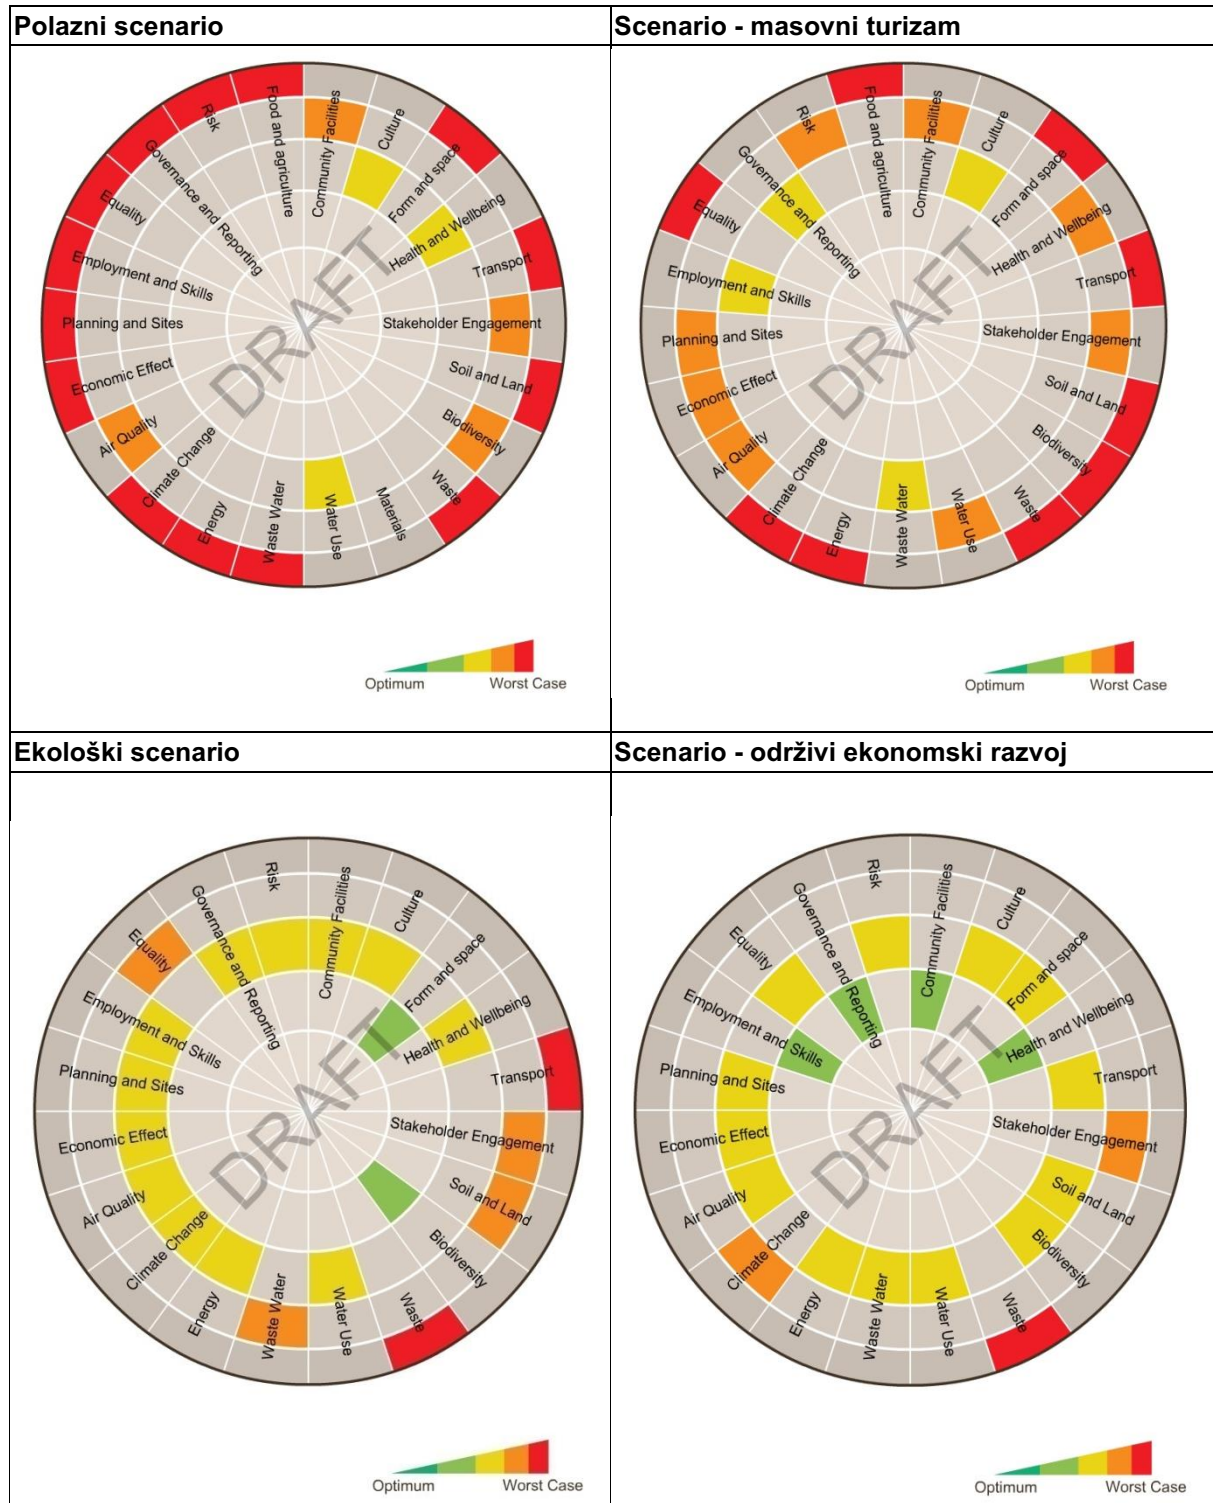 Polazni scenario
Food and agriculture
Community Facilities
Culture
Form and space
Health and Wellbeing
Transport
Stakeholder Engagement
Soil and Land
Biodiversity
Waste
Materials
Water Use
Waste Water
Energy
Climate Change
Air Quality
Economic Effect
Planning and Sites
Employment and Skills
Equality
Governance and Reporting
Risk
DRAFT
Optimum
Worst Case
Scenario - masovni turizam
Food and agriculture
Community Facilities
Culture
Form and space
Health and Wellbeing
Transport
Stakeholder Engagement
Soil and Land
Biodiversity
Waste
Water Use
Waste Water
Energy
Climate Change
Air Quality
Economic Effect
Planning and Sites
Employment and Skills
Equality
Governance and Reporting
Risk
DRAFT
Optimum
Worst Case
Ekološki scenario
Community Facilities
Culture
Form and space
Health and Wellbeing
Transport
Stakeholder Engagement
Soil and Land
Biodiversity
Waste
Water Use
Waste Water
Energy
Climate Change
Air Quality
Economic Effect
Planning and Sites
Employment and Skills
Equality
Governance and Reporting
Risk
DRAFT
Optimum
Worst Case
Scenario - održivi ekonomski razvoj
Community Facilities
Culture
Form and space
Health and Wellbeing
Transport
Stakeholder Engagement
Soil and Land
Biodiversity
Waste
Water Use
Waste Water
Energy
Climate Change
Air Quality
Economic Effect
Planning and Sites
Employment and Skills
Equality
Governance and Reporting
Risk
DRAFT
Optimum
Worst Case